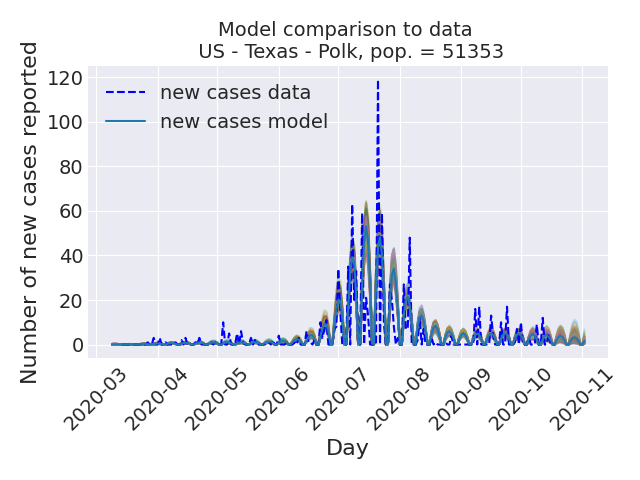 Model comparison to data
US - Texas - Polk, pop. = 51353
Number of new cases reported
120
100
80
60
40
20
0
new cases data
new cases model
2020-03
2020-04
2020-05
2020-06
2020-07
2020-08
2020-09
2020-10
2020-11
Day